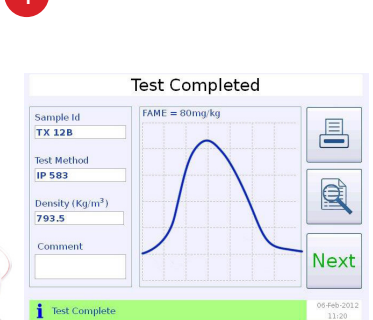 Test Completed
Sample Id
TX 12B
Test Method
IP 583
Density (Kg/m³)
793.5
Comment
FAME = 80mg/kg
Next
i Test Complete
06-Feb-2012
11:20